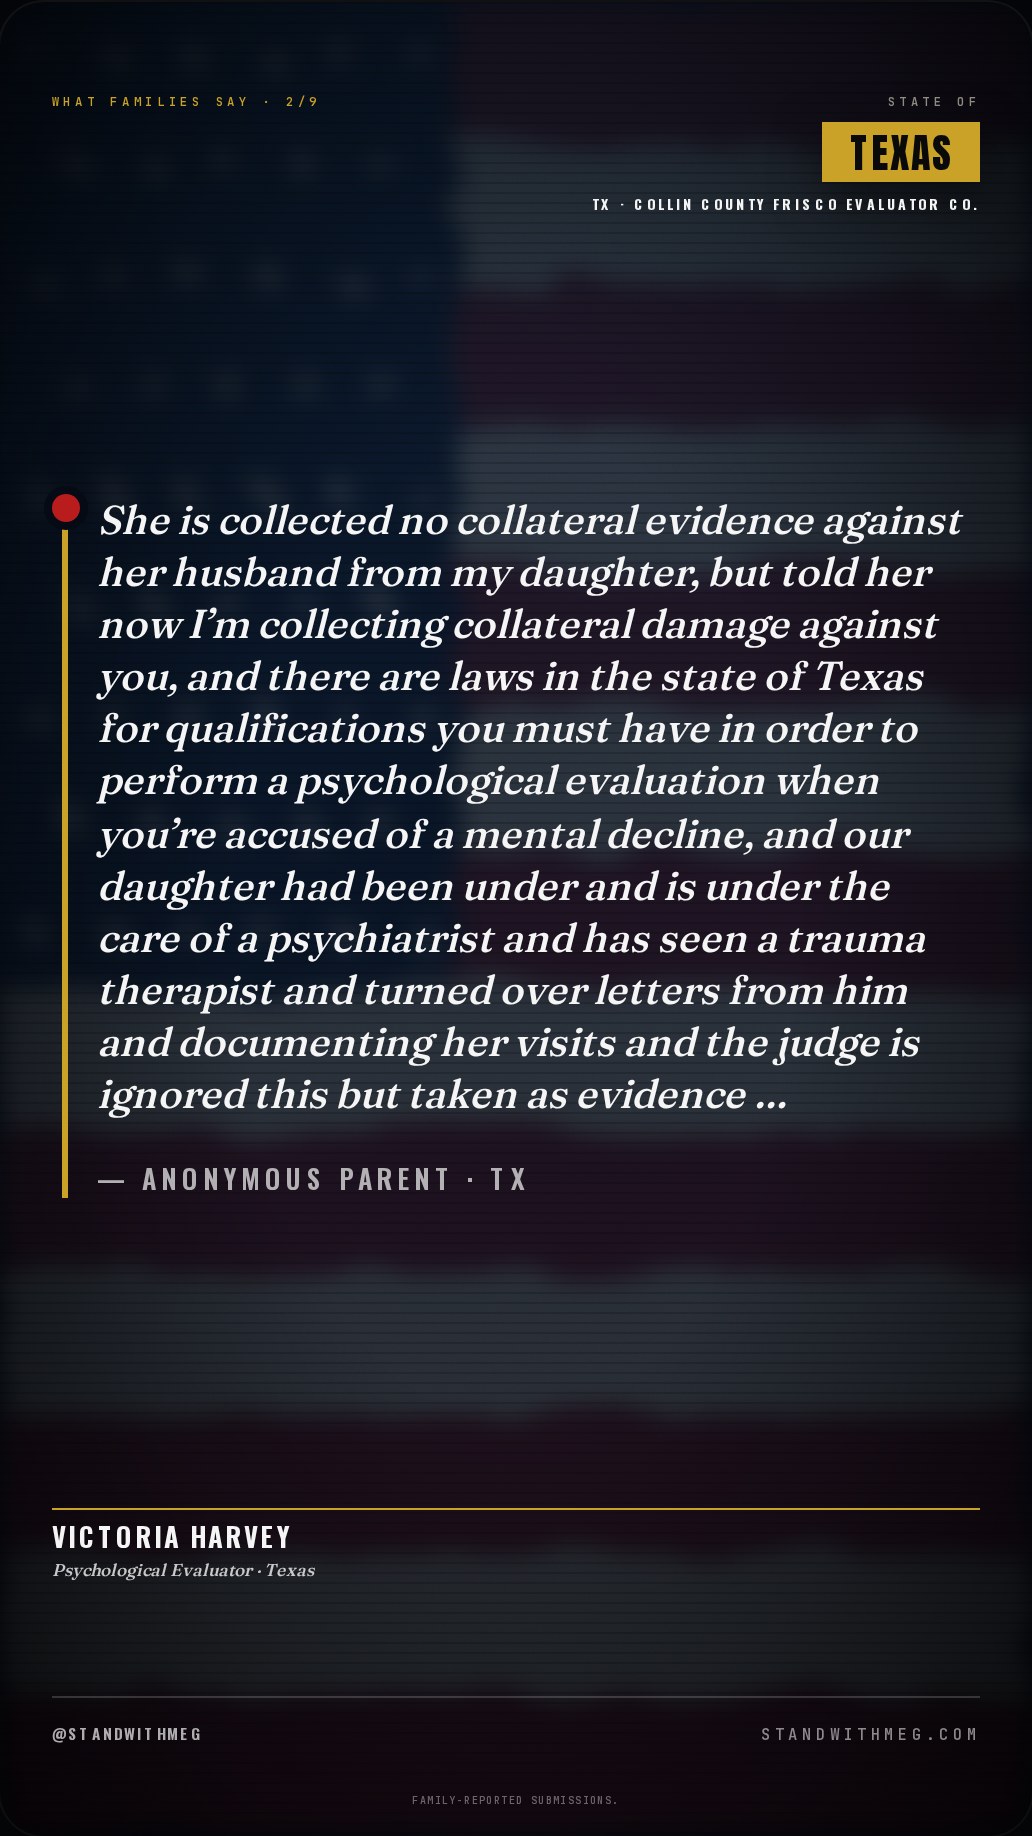 WHAT FAMILIES SAY · 2/9
STATE OF
TEXAS
TX · COLLIN COUNTY FRISCO EVALUATOR CO.
She is collected no collateral evidence against
her husband from my daughter, but told her
now I’m collecting collateral damage against
you, and there are laws in the state of Texas
for qualifications you must have in order to
perform a psychological evaluation when
you’re accused of a mental decline, and our
daughter had been under and is under the
care of a psychiatrist and has seen a trauma
therapist and turned over letters from him
and documenting her visits and the judge is
ignored this but taken as evidence ...
— ANONYMOUS PARENT · TX
VICTORIA HARVEY
Psychological Evaluator · Texas
@STANDWITHMEG
STANDWITHMEG.COM
FAMILY-REPORTED SUBMISSIONS.